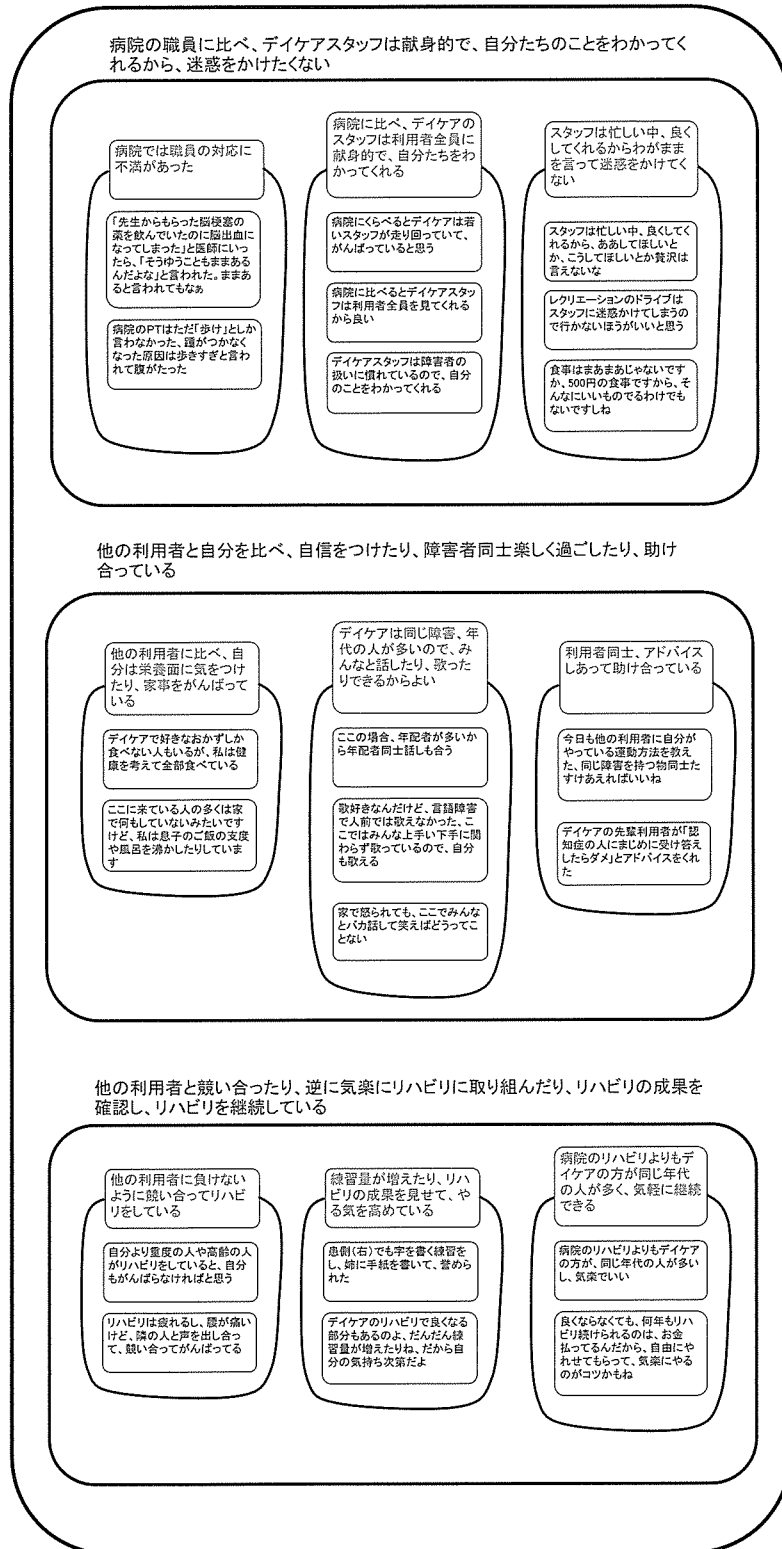 病院の職員に比べ、デイケアスタッフは献身的で、自分たちのことをわかってく
れるから、迷惑をかけたくない
病院では職員の対応に
不満があった
「先生からもらった脳梗塞の
薬を飲んでいたのに脳出血に
なってしまった」と医師にいっ
たら、「そうゆうこともままある
んだよな」と言われた。ままあ
ると言われてもなぁ
病院のPTはただ「歩け」としか
言わなかった、踵がつかなく
なった原因は歩きすぎと言わ
れて腹がたった
病院に比べ、デイケアの
スタッフは利用者全員に
献身的で、自分たちをわ
かってくれる
病院にくらべるとデイケアは若
いスタッフが走り回っていて、
がんばっていると思う
病院に比べるとデイケアスタッ
フは利用者全員を見てくれる
から良い
デイケアスタッフは障害者の
扱いに慣れているので、自分
のことをわかってくれる
スタッフは忙しい中、良くし
てくれるからわがまま
を言って迷惑をかけてく
ない
スタッフは忙しい中、良くしてく
れるから、ああしてほしいと
か、こうしてほしいとか贅沢は
言えないな
レクリエーションのドライブは
スタッフに迷惑かけてしまうの
で行かないほうがいいと思う
食事はまあまあじゃないです
か、500円の食事ですから、そ
んなにいいものでるわけでも
ないですしね
他の利用者と自分を比べ、自信をつけたり、障害者同士楽しく過ごしたり、助け
合っている
他の利用者に比べ、自
分は栄養面に気をつけ
たり、家事をがんばって
いる
デイケアで好きなおかずしか
食べない人もいるが、私は健
康を考えて全部食べている
ここに来ている人の多くは家
で何もしていないみたいです
けど、私は息子のご飯の支度
や風呂を沸かしたりしていま
す
デイケアは同じ障害、年
代の人が多いので、み
んなと話したり、歌った
りできるからよい
ここの場合、年配者が多いか
ら年配者同士話しも合う
歌好きなんだけど、言語障害
で人前では歌えなかった、こ
こではみんな上手い下手に関
わらず歌っているので、自分
も歌える
家で怒られても、ここでみんな
とバカ話して笑えばどうってこ
とない
利用者同士、アドバイス
しあって助け合っている
今日も他の利用者に自分が
やっている運動方法を教え
た、同じ障害を持つ物同士た
すけあえればいいね
デイケアの先輩利用者が「認
知症の人にまじめに受け答え
したらダメ」とアドバイスをくれ
た
他の利用者と競い合ったり、逆に気楽にリハビリに取り組んだり、リハビリの成果を
確認し、リハビリを継続している
他の利用者に負けない
ように競い合ってリハビ
リをしている
自分より重度の人や高齢の人
がリハビリをしていると、自分
もがんばらなければと思う
リハビリは疲れるし、腰が痛い
けど、隣の人と声を出し合っ
て、競い合ってがんばってる
練習量が増えたり、リハ
ビリの成果を見せて、や
る気を高めている
患側(右)でも字を書く練習を
し、姉に手紙を書いて、誉めら
れた
デイケアのリハビリで良くなる
部分もあるのよ、だんだん練
習量が増えたりね、だから自
分の気持ち次第だよ
病院のリハビリよりもデ
イケアの方が同じ年代
の人が多く、気軽に継続
できる
病院のリハビリよりもデイケア
の方が、同じ年代の人が多い
し、気楽でいい
良くならなくても、何年もリハ
ビリ続けられるのは、お金
払ってるんだから、自由にや
れせてもらって、気楽にやる
のがコツかもね